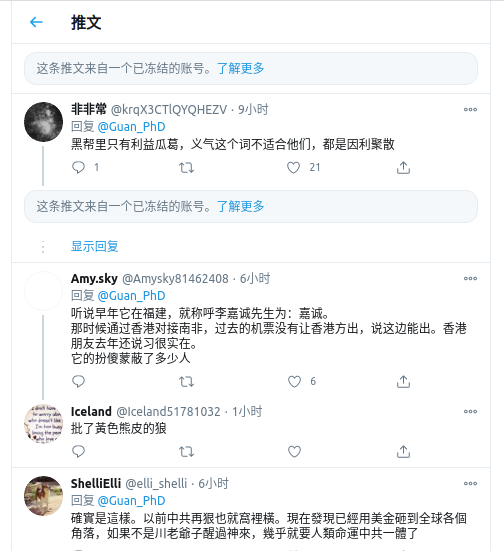 推文
这条推文来自一个已冻结的账号。了解更多
非非常 @krqX3CTlQYQHEZV · 9小时
回复 @Guan_PhD
黑帮里只有利益瓜葛，义气这个词不适合他们，都是因利聚散
1 21
这条推文来自一个已冻结的账号。了解更多
显示回复
Amy.sky @Amysky81462408 · 6小时
回复 @Guan_PhD
听说早年它在福建，就称呼李嘉诚先生为：嘉诚。
那时候通过香港对接南非，过去的机票没有让香港方出，说这边能出。香港
朋友去年还说习很实在。
它的扮傻蒙蔽了多少人
6
Iceland @Iceland51781032 · 1小时
批了黃色熊皮的狼
ShelliElli @elli_shelli · 6小时
回复 @Guan_PhD
確實是這樣。以前中共再狠也就窩裡橫。現在發現已經用美金砸到全球各個
角落，如果不是川老爺子醒過神來，幾乎就要人類命運中共一體了